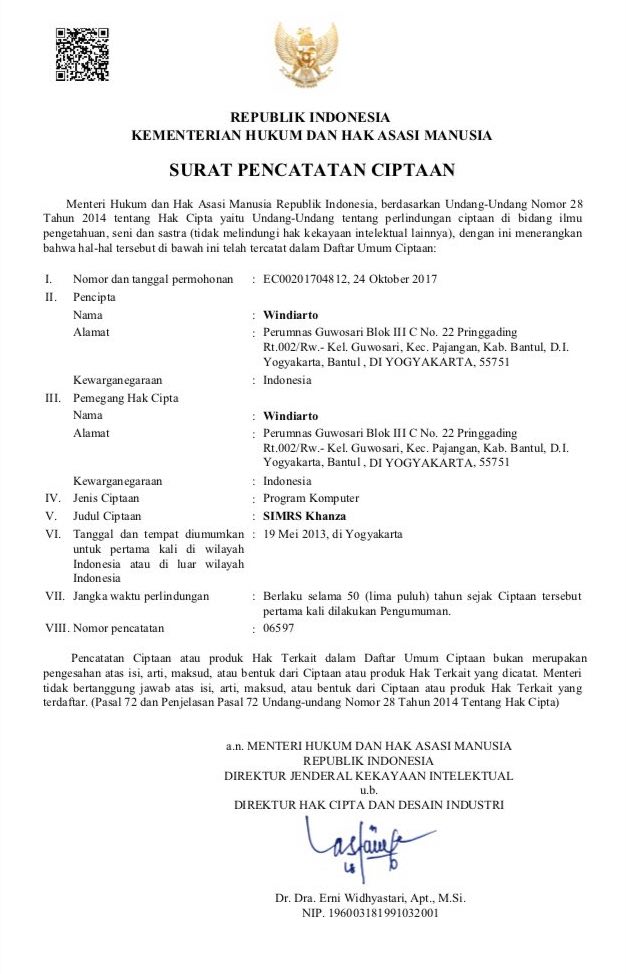 REPUBLIK INDONESIA
KEMENTERIAN HUKUM DAN HAK ASASI MANUSIA
SURAT PENCATATAN CIPTAAN
Menteri Hukum dan Hak Asasi Manusia Republik Indonesia, berdasarkan Undang-Undang Nomor 28
Tahun 2014 tentang Hak Cipta yaitu Undang-Undang tentang perlindungan ciptaan di bidang ilmu
pengetahuan, seni dan sastra (tidak melindungi hak kekayaan intelektual lainnya), dengan ini menerangkan
bahwa hal-hal tersebut di bawah ini telah tercatat dalam Daftar Umum Ciptaan:
I. Nomor dan tanggal permohonan : EC00201704812, 24 Oktober 2017
II. Pencipta
Nama : Windiarto
Alamat : Perumnas Guwosari Blok III C No. 22 Pringgading
Rt.002/Rw.- Kel. Guwosari, Kec. Pajangan, Kab. Bantul, D.I.
Yogyakarta, Bantul , DI YOGYAKARTA, 55751
Kewarganegaraan : Indonesia
III. Pemegang Hak Cipta
Nama : Windiarto
Alamat : Perumnas Guwosari Blok III C No. 22 Pringgading
Rt.002/Rw.- Kel. Guwosari, Kec. Pajangan, Kab. Bantul, D.I.
Yogyakarta, Bantul , DI YOGYAKARTA, 55751
Kewarganegaraan : Indonesia
IV. Jenis Ciptaan : Program Komputer
V. Judul Ciptaan : SIMRS Khanza
VI. Tanggal dan tempat diumumkan : 19 Mei 2013, di Yogyakarta
untuk pertama kali di wilayah
Indonesia atau di luar wilayah
Indonesia
VII. Jangka waktu perlindungan : Berlaku selama 50 (lima puluh) tahun sejak Ciptaan tersebut
pertama kali dilakukan Pengumuman.
VIII. Nomor pencatatan : 06597
Pencatatan Ciptaan atau produk Hak Terkait dalam Daftar Umum Ciptaan bukan merupakan
pengesahan atas isi, arti, maksud, atau bentuk dari Ciptaan atau produk Hak Terkait yang dicatat. Menteri
tidak bertanggung jawab atas isi, arti, maksud, atau bentuk dari Ciptaan atau produk Hak Terkait yang
terdaftar. (Pasal 72 dan Penjelasan Pasal 72 Undang-undang Nomor 28 Tahun 2014 Tentang Hak Cipta)
a.n. MENTERI HUKUM DAN HAK ASASI MANUSIA
REPUBLIK INDONESIA
DIREKTUR JENDERAL KEKAYAAN INTELEKTUAL
u.b.
DIREKTUR HAK CIPTA DAN DESAIN INDUSTRI
Dr. Dra. Erni Widhyastari, Apt., M.Si.
NIP. 196003181991032001